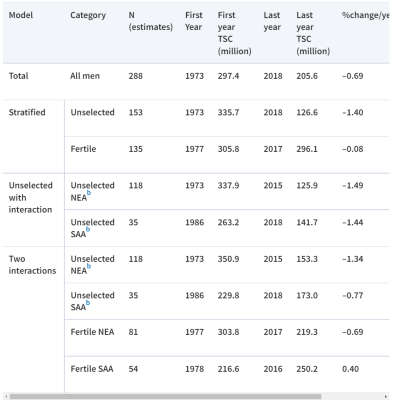 Model Category N (estimates) First Year First year TSC (million) Last year Last year TSC (million) %change/ye
Total All men 288 1973 297.4 2018 205.6 –0.69
Stratified Unselected 153 1973 335.7 2018 126.6 –1.40
Fertile 135 1977 305.8 2017 296.1 –0.08
Unselected with interaction Unselected NEAb 118 1973 337.9 2015 125.9 –1.49
Unselected SAAb 35 1986 263.2 2018 141.7 –1.44
Two interactions Unselected NEAb 118 1973 350.9 2015 153.3 –1.34
Unselected SAAb 35 1986 229.8 2018 173.0 –0.77
Fertile NEA 81 1977 303.8 2017 219.3 –0.69
Fertile SAA 54 1978 216.6 2016 250.2 0.40